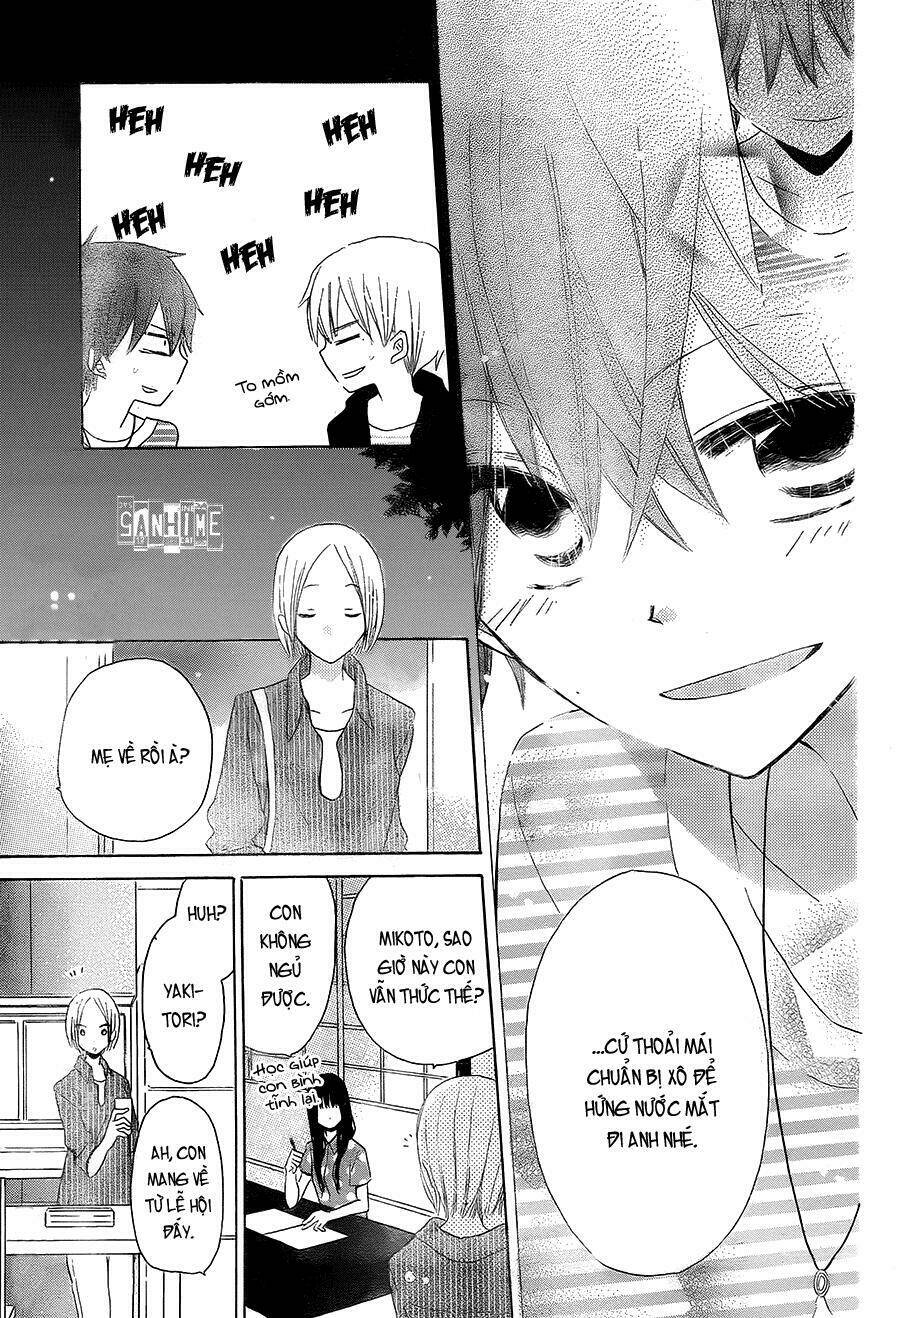 ...CỨ THOẢI MÁI
CHUẨN BỊ XÔ ĐỂ
HỨNG NƯỚC MẮT
ĐI ANH NHÉ.
HEH
HEH
HEH
HEH
HEH
HEH
TO MỒM
GỚM.
SANHIME
MẸ VỀ RỒI À?
MIKOTO, SAO
GIỜ NÀY CON
VẪN THỨC THẾ?
CON
KHÔNG
NGỦ
ĐƯỢC.
HỌC GIÚP
CON BÌNH
TĨNH LẠI.
HUH?
YAKI-
TORI?
AH, CON
MANG VỀ
TỪ LỄ HỘI
ĐẤY.